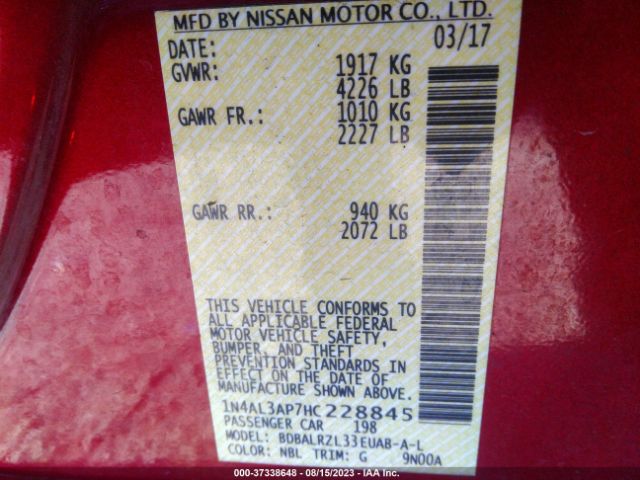 MFD BY NISSAN MOTOR CO., LTD.
DATE: 03/17
GVWR: 1917 KG
4226 LB
GAWR FR.: 1010 KG
2227 LB
GAWR RR.: 940 KG
2072 LB
THIS VEHICLE CONFORMS TO
ALL APPLICABLE FEDERAL
MOTOR VEHICLE SAFETY,
BUMPER, AND THEFT
PREVENTION STANDARDS IN
EFFECT ON THE DATE OF
MANUFACTURE SHOWN ABOVE.
1N4AL3AP7HC228845
PASSENGER CAR 198
MODEL: BDBALRZL33EUAB-A-L
COLOR: NBL TRIM: G 9N00A
000-37338648 - 08/15/2023 - IAA Inc.